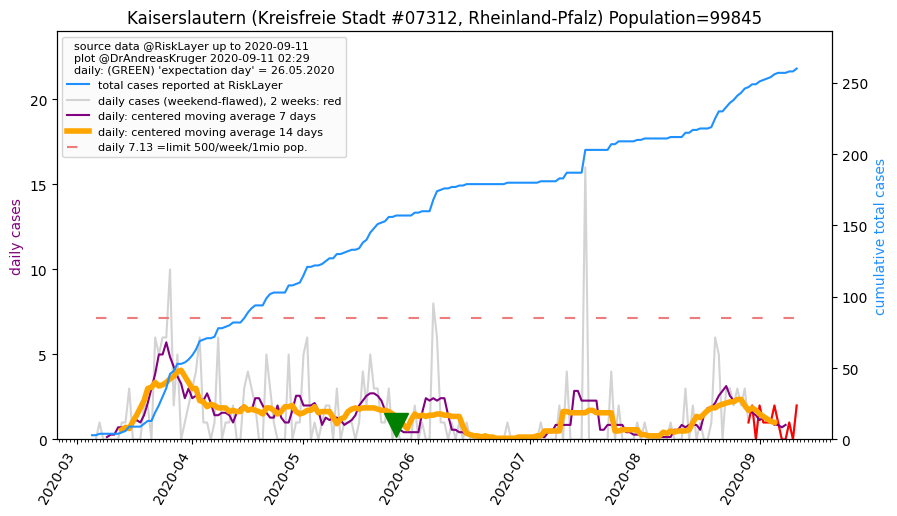 Kaiserslautern (Kreisfreie Stadt #07312, Rheinland-Pfalz) Population=99845
source data @RiskLayer up to 2020-09-11
plot @DrAndreasKruger 2020-09-11 02:29
daily: (GREEN) 'expectation day' = 26.05.2020
total cases reported at RiskLayer
daily cases (weekend-flawed), 2 weeks: red
daily: centered moving average 7 days
daily: centered moving average 14 days
daily 7.13 =limit 500/week/1mio pop.
daily cases
20
15
10
5
0
cumulative total cases
250
200
150
100
50
0
2020-03
2020-04
2020-05
2020-06
2020-07
2020-08
2020-09